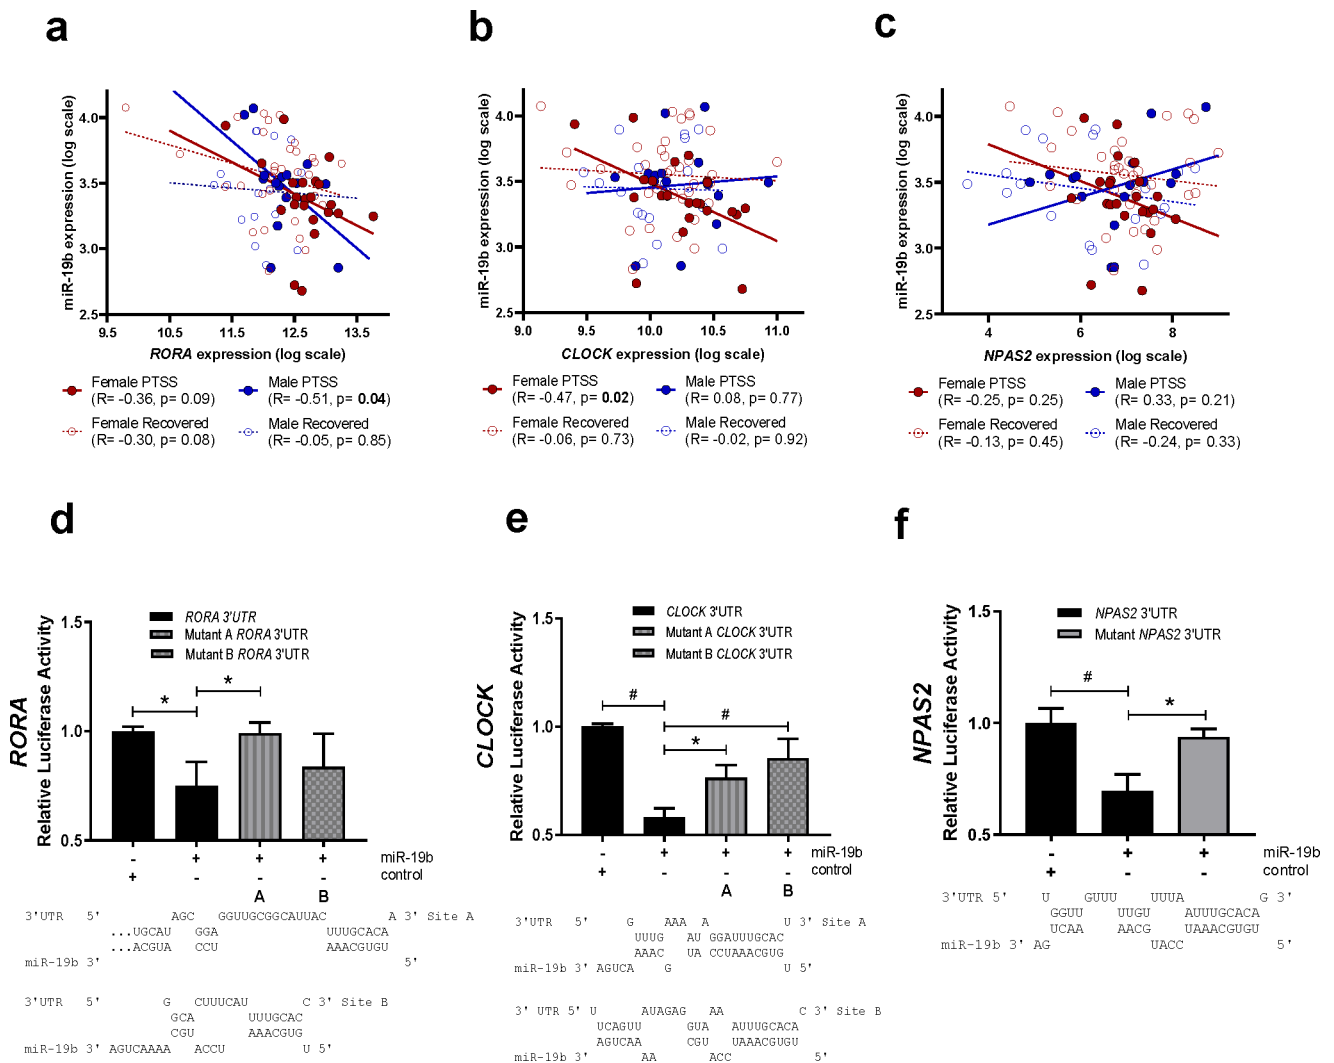 a
miR-19b expression (log scale)
4.0
3.5
3.0
2.5
9.5 10.5 11.5 12.5 13.5
RORA expression (log scale)
Female PTSS
(R= -0.36, p= 0.09)
Male PTSS
(R= -0.51, p= 0.04)
Female Recovered
(R= -0.30, p= 0.08)
Male Recovered
(R= -0.05, p= 0.85)
b
miR-19b expression (log scale)
4.0
3.5
3.0
2.5
9.0 9.5 10.0 10.5 11.0
CLOCK expression (log scale)
Female PTSS
(R= -0.47, p= 0.02)
Male PTSS
(R= 0.08, p= 0.77)
Female Recovered
(R= -0.06, p= 0.73)
Male Recovered
(R= -0.02, p= 0.92)
c
miR-19b expression (log scale)
4.0
3.5
3.0
2.5
4 6 8
NPAS2 expression (log scale)
Female PTSS
(R= -0.25, p= 0.25)
Male PTSS
(R= 0.33, p= 0.21)
Female Recovered
(R= -0.13, p= 0.45)
Male Recovered
(R= -0.24, p= 0.33)
d
RORA
Relative Luciferase Activity
RORA 3'UTR
Mutant A RORA 3'UTR
Mutant B RORA 3'UTR
1.5
1.0
0.5
* *
- + + + miR-19b
+ - - - control
A B
3'UTR 5' AGC GGUUGCGGCAUUAC A 3' Site A
...UGCAU GGA UUUGCACA
...ACGUA CCU AAACGUGU
miR-19b 3' 5'
3'UTR 5' G CUUUCAU C 3' Site B
GCA UUUGCAC
CGU AAACGUG
miR-19b 3' AGUCAAAA ACCU U 5'
e
CLOCK
Relative Luciferase Activity
CLOCK 3'UTR
Mutant A CLOCK 3'UTR
Mutant B CLOCK 3'UTR
1.5
1.0
0.5
# # *
- + + + miR-19b
+ - - - control
A B
3'UTR 5' G AAA A U 3' Site A
UUUG AU GGAUUUGCAC
AAAC UA CCUAAACGUG
miR-19b 3' AGUCA G U 5'
3' UTR 5' U AUAGAG AA C 3' Site B
UCAGUU GUA AUUUGCACA
AGUCAA CGU UAAACGUGU
miR-19b 3' AA ACC 5'
f
NPAS2
Relative Luciferase Activity
NPAS2 3'UTR
Mutant NPAS2 3'UTR
1.5
1.0
0.5
# *
- + + miR-19b
+ - - control
3'UTR 5' U GUUU UUUA G 3'
GGUU UUGU AUUUGCACA
UCAA AACG UAAACGUGU
miR-19b 3' AG UACC 5'